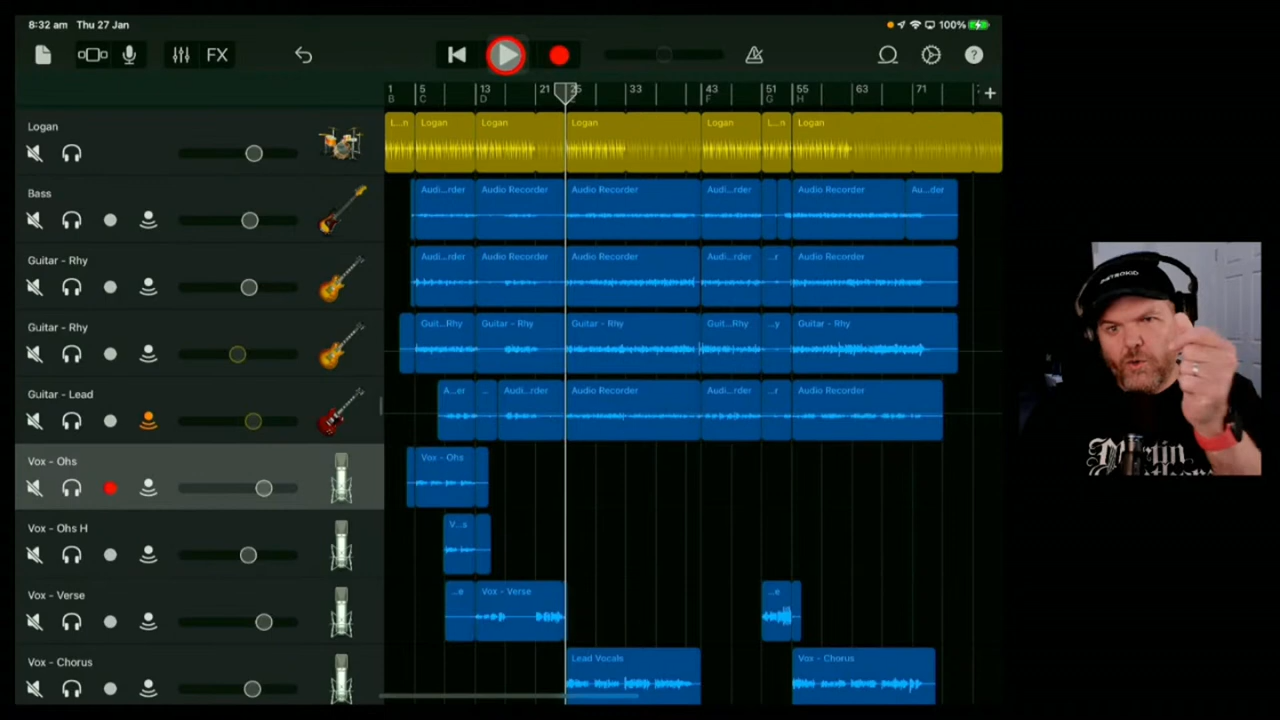 8:32 am Thu 27 Jan
100%
FX
?
1 5 13 21 25 33 43 51 55 63 71
B C D F G H
+
Logan
L...n Logan Logan Logan Logan L...n Logan
Bass
Audi...rder Audio Recorder Audio Recorder Audi...rder Audio Recorder Au...der
Guitar - Rhy
Audi...rder Audio Recorder Audio Recorder Audi...rder ...r Audio Recorder
Guitar - Rhy
Guit...Rhy Guitar - Rhy Guitar - Rhy Guit...Rhy ...y Guitar - Rhy
Guitar - Lead
A...er ... Audi...rder Audio Recorder Audi...rder ...r Audio Recorder
Vox - Ohs
Vox - Ohs
Vox - Ohs H
V...s
Vox - Verse
...e Vox - Verse ...e
Vox - Chorus
Lead Vocals Vox - Chorus
Martin